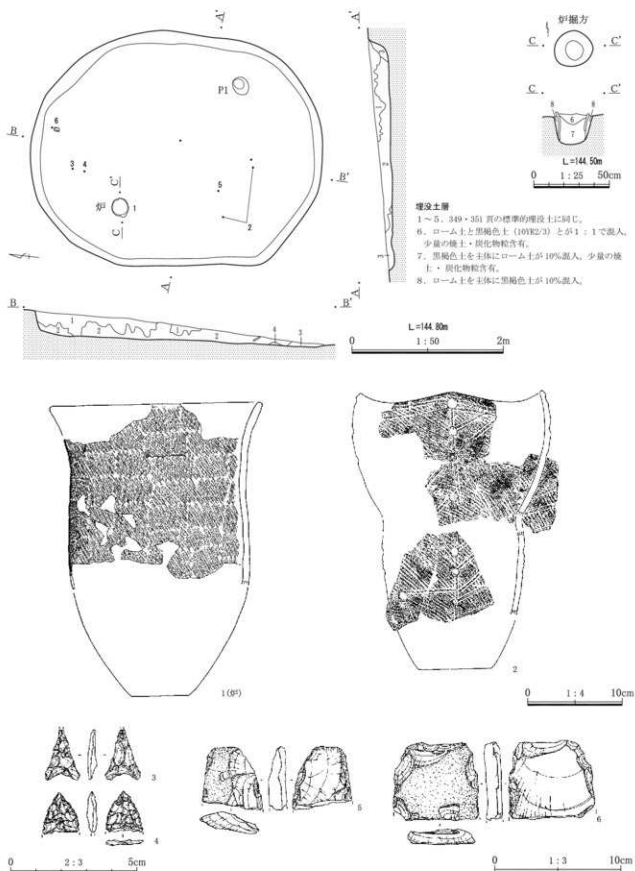 A'
A'
炉掘方
C
C'
P1
C
C'
8
8
6
7
L=144.50m
0
1 : 25
50cm
B
6
3
4
C'
炉
1
C
5
2
B'
1
2
3
A
A
埋没土層
1～5．349・351 頁の標準的埋没土に同じ。
6．ローム土と黒褐色土（10YR2/3）とが1：1で混入。
少量の焼土・炭化物粒含有。
7．黒褐色土を主体にローム土が10%混入。少量の焼
土・炭化物粒含有。
8．ローム土を主体に黒褐色土が10%混入。
B
B'
1
2
2
1
2
4
3
L=144.80m
0
1 : 50
2m
1(炉)
2
0
1 : 4
10cm
3
4
5
6
0
2 : 3
5cm
0
1 : 3
10cm